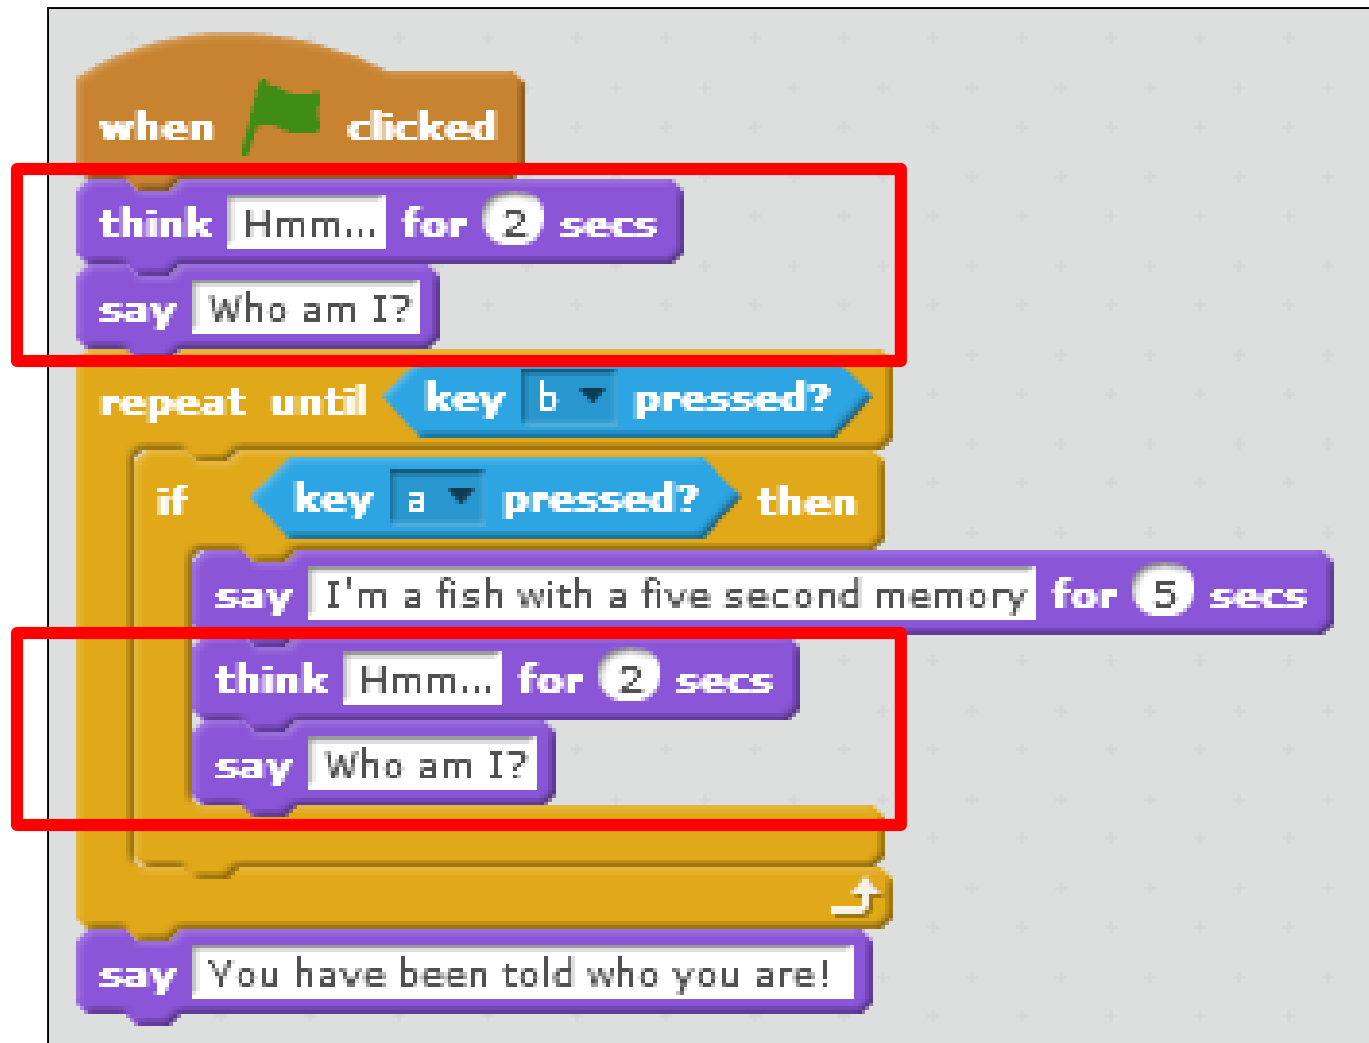 when clicked
think Hmm... for 2 secs
say Who am I?
repeat until key b pressed?
if key a pressed? then
say I'm a fish with a five second memory for 5 secs
think Hmm... for 2 secs
say Who am I?
say You have been told who you are!